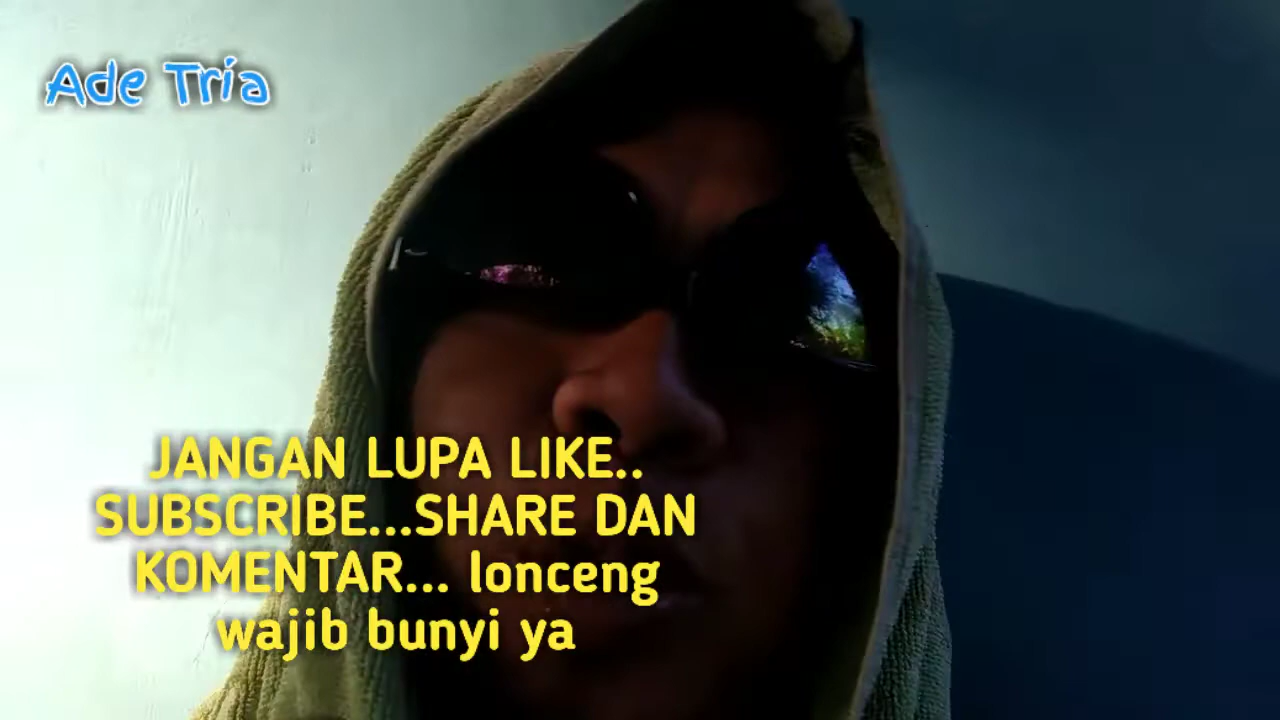 Ade Tria
JANGAN LUPA LIKE..
SUBSCRIBE...SHARE DAN
KOMENTAR... lonceng
wajib bunyi ya